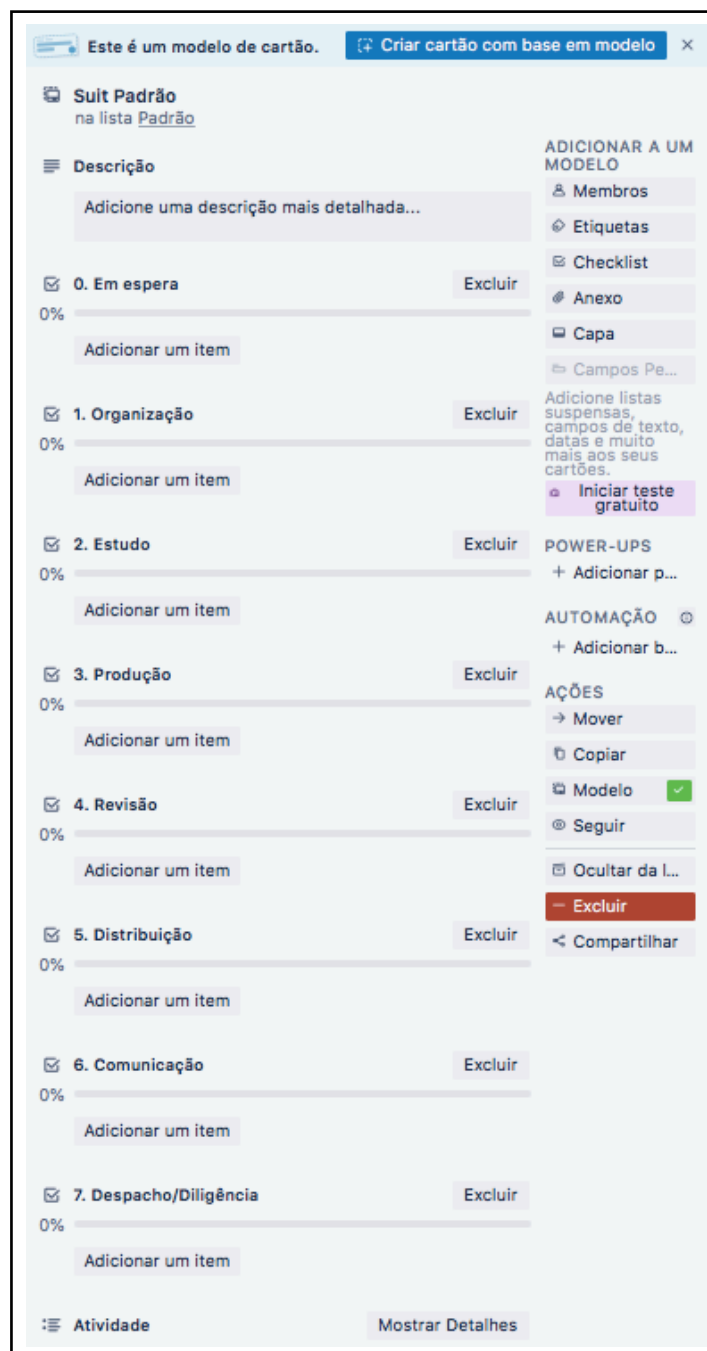 Este é um modelo de cartão.
Criar cartão com base em modelo
Suit Padrão
na lista Padrão
Descrição
Adicione uma descrição mais detalhada...
0. Em espera
Excluir
0%
Adicionar um item
1. Organização
Excluir
0%
Adicionar um item
2. Estudo
Excluir
0%
Adicionar um item
3. Produção
Excluir
0%
Adicionar um item
4. Revisão
Excluir
0%
Adicionar um item
5. Distribuição
Excluir
0%
Adicionar um item
6. Comunicação
Excluir
0%
Adicionar um item
7. Despacho/Diligência
Excluir
0%
Adicionar um item
Atividade
Mostrar Detalhes
ADICIONAR A UM
MODELO
Membros
Etiquetas
Checklist
Anexo
Capa
Campos Pe...
Adicione listas
suspensas,
campos de texto,
datas e muito
mais aos seus
cartões.
Iniciar teste
gratuito
POWER-UPS
+ Adicionar p...
AUTOMAÇÃO
+ Adicionar b...
AÇÕES
Mover
Copiar
Modelo
Seguir
Ocultar da l...
Excluir
Compartilhar